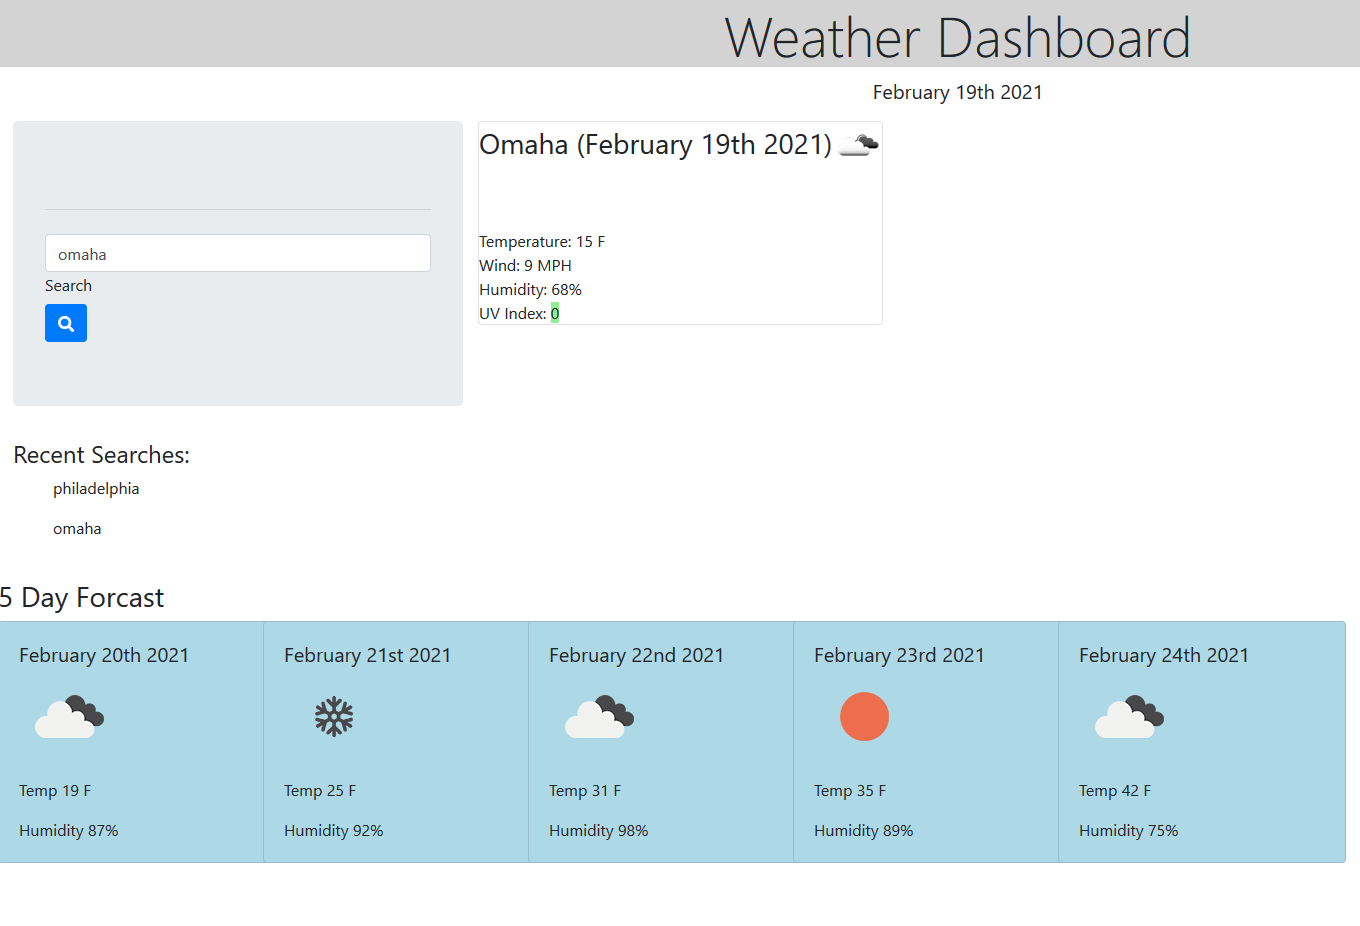 Weather Dashboard
February 19th 2021
omaha
Search
Omaha (February 19th 2021)
Temperature: 15 F
Wind: 9 MPH
Humidity: 68%
UV Index: 0
Recent Searches:
philadelphia
omaha
5 Day Forcast
February 20th 2021
Temp 19 F
Humidity 87%
February 21st 2021
Temp 25 F
Humidity 92%
February 22nd 2021
Temp 31 F
Humidity 98%
February 23rd 2021
Temp 35 F
Humidity 89%
February 24th 2021
Temp 42 F
Humidity 75%